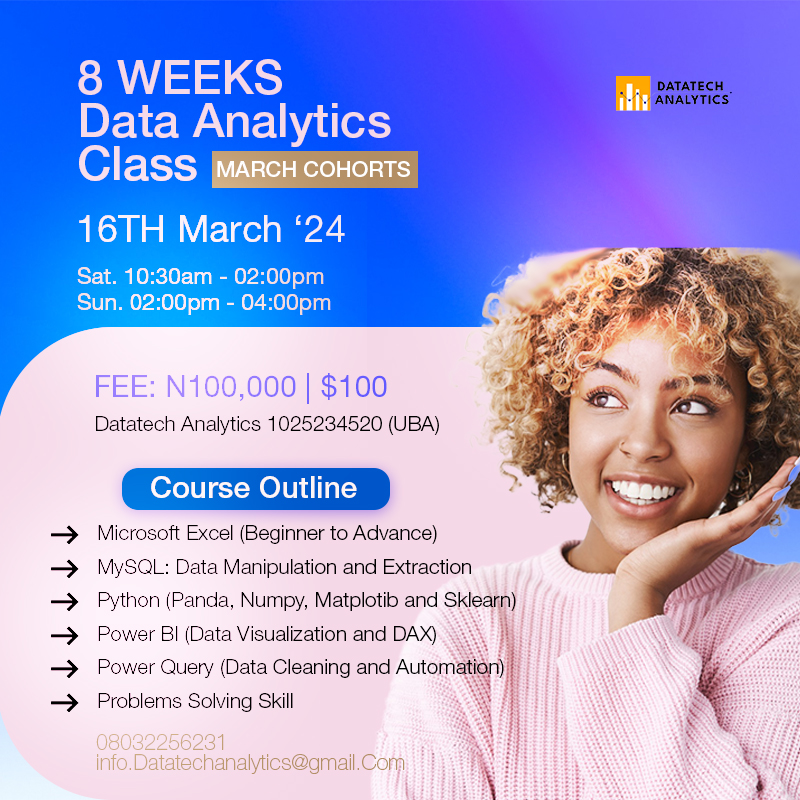 8 WEEKS
Data Analytics
Class MARCH COHORTS
DATATECH
ANALYTICS
16TH March ‘24
Sat. 10:30am - 02:00pm
Sun. 02:00pm - 04:00pm
FEE: N100,000 | $100
Datatech Analytics 1025234520 (UBA)
Course Outline
Microsoft Excel (Beginner to Advance)
MySQL: Data Manipulation and Extraction
Python (Panda, Numpy, Matplotib and Sklearn)
Power BI (Data Visualization and DAX)
Power Query (Data Cleaning and Automation)
Problems Solving Skill
08032256231
info.Datatechanalytics@gmail.Com